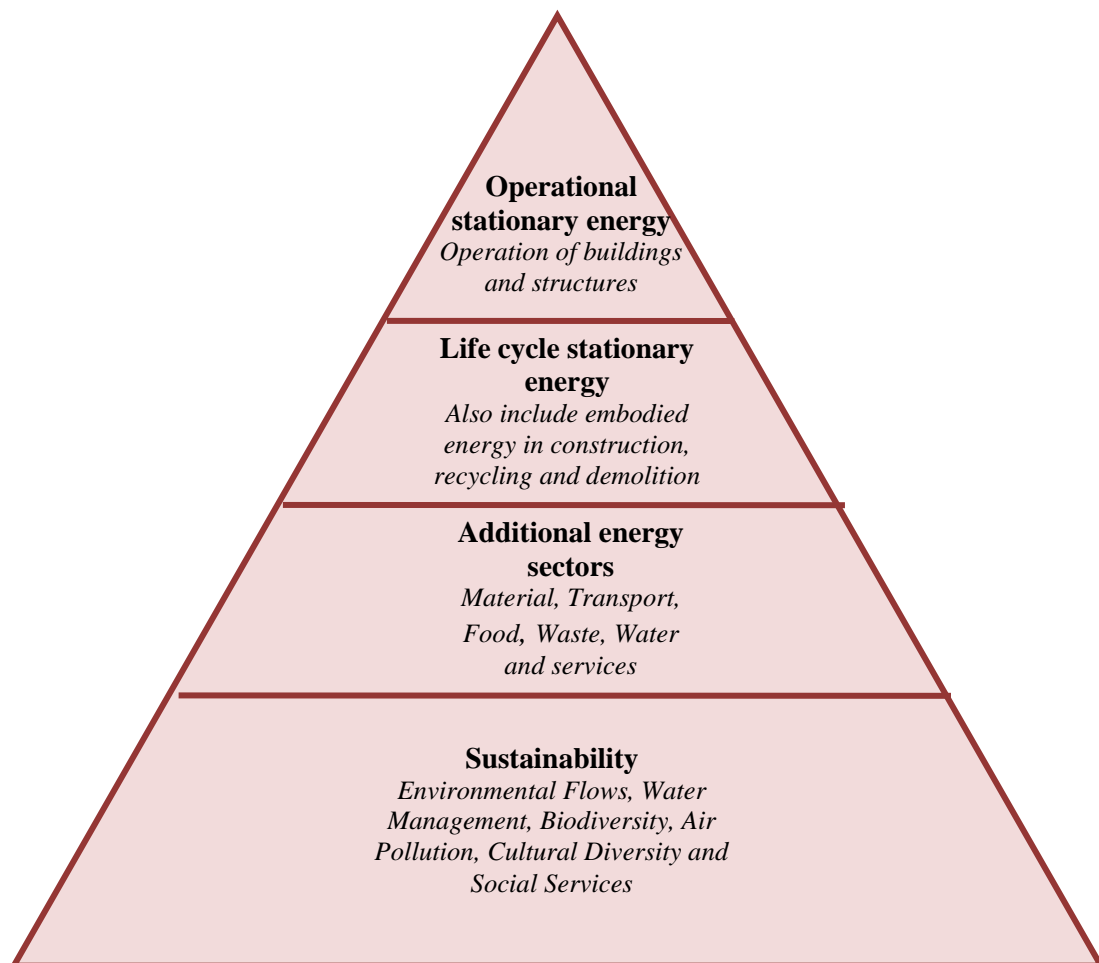 Operational
stationary energy
Operation of buildings
and structures
Life cycle stationary
energy
Also include embodied
energy in construction,
recycling and demolition
Additional energy
sectors
Material, Transport,
Food, Waste, Water
and services
Sustainability
Environmental Flows, Water
Management, Biodiversity, Air
Pollution, Cultural Diversity and
Social Services